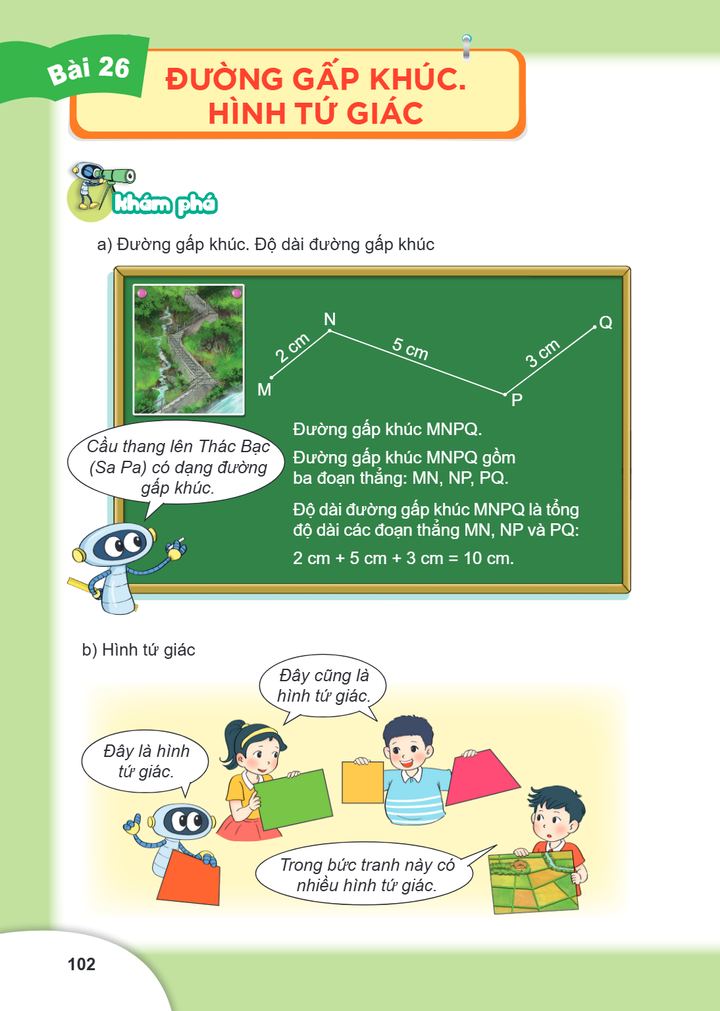 Bài 26
ĐƯỜNG GẤP KHÚC.
HÌNH TỨ GIÁC
khám phá
a) Đường gấp khúc. Độ dài đường gấp khúc
N
Q
2 cm
5 cm
3 cm
M
P
Đường gấp khúc MNPQ.
Đường gấp khúc MNPQ gồm
ba đoạn thẳng: MN, NP, PQ.
Độ dài đường gấp khúc MNPQ là tổng
độ dài các đoạn thẳng MN, NP và PQ:
2 cm + 5 cm + 3 cm = 10 cm.
Cầu thang lên Thác Bạc
(Sa Pa) có dạng đường
gấp khúc.
b) Hình tứ giác
Đây cũng là
hình tứ giác.
Đây là hình
tứ giác.
Trong bức tranh này có
nhiều hình tứ giác.
102